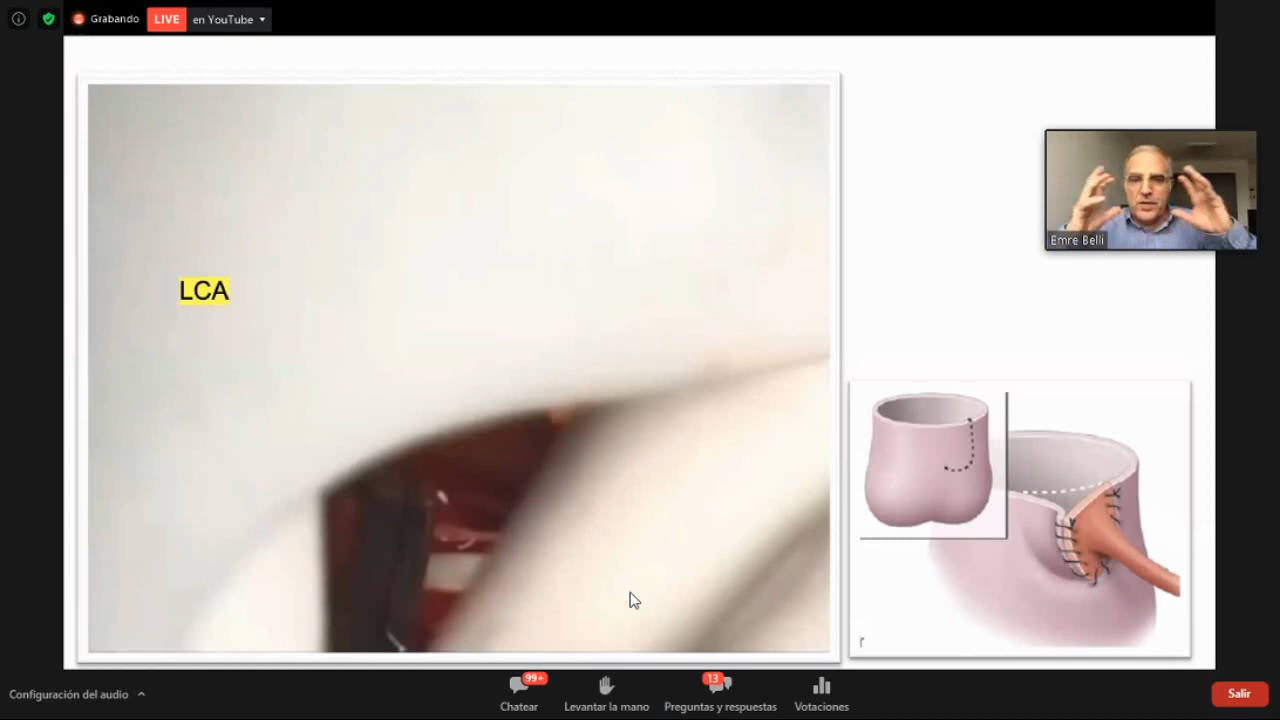 Grabando
LIVE en YouTube
LCA
Emre Belli
r
Configuración del audio
99+
Chatear
Levantar la mano
13
Preguntas y respuestas
Votaciones
Salir